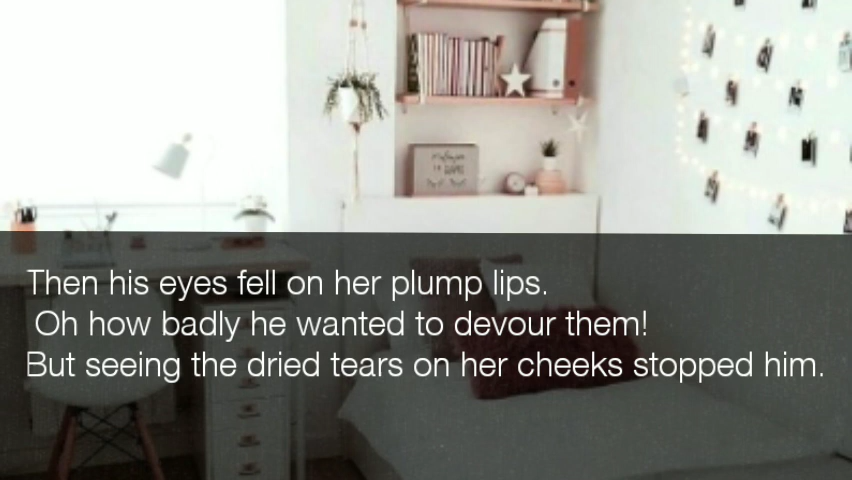 Then his eyes fell on her plump lips.
Oh how badly he wanted to devour them!
But seeing the dried tears on her cheeks stopped him.